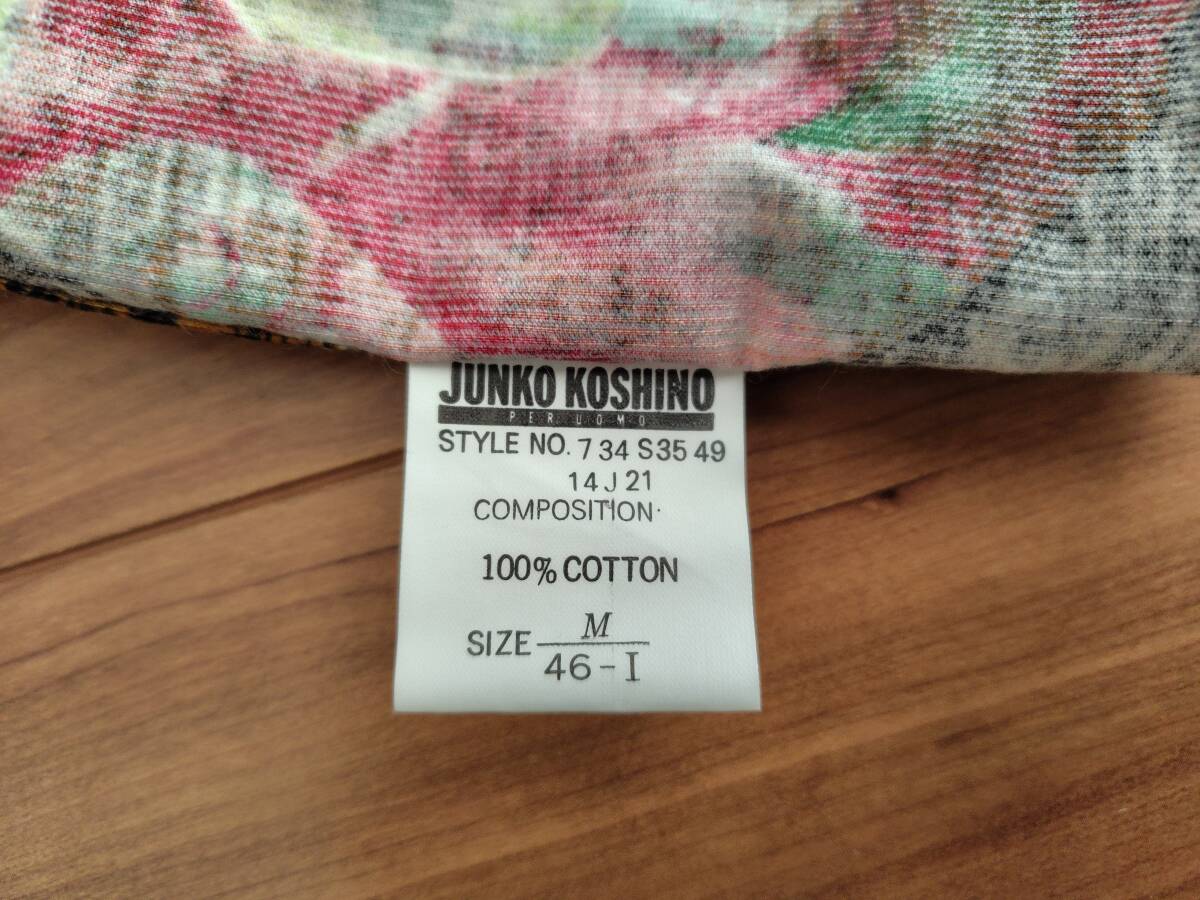 JUNKO KOSHINO
PER UOMO
STYLE NO. 7 34 S35 49
14 J 21
COMPOSITION
100% COTTON
SIZE M
46-I